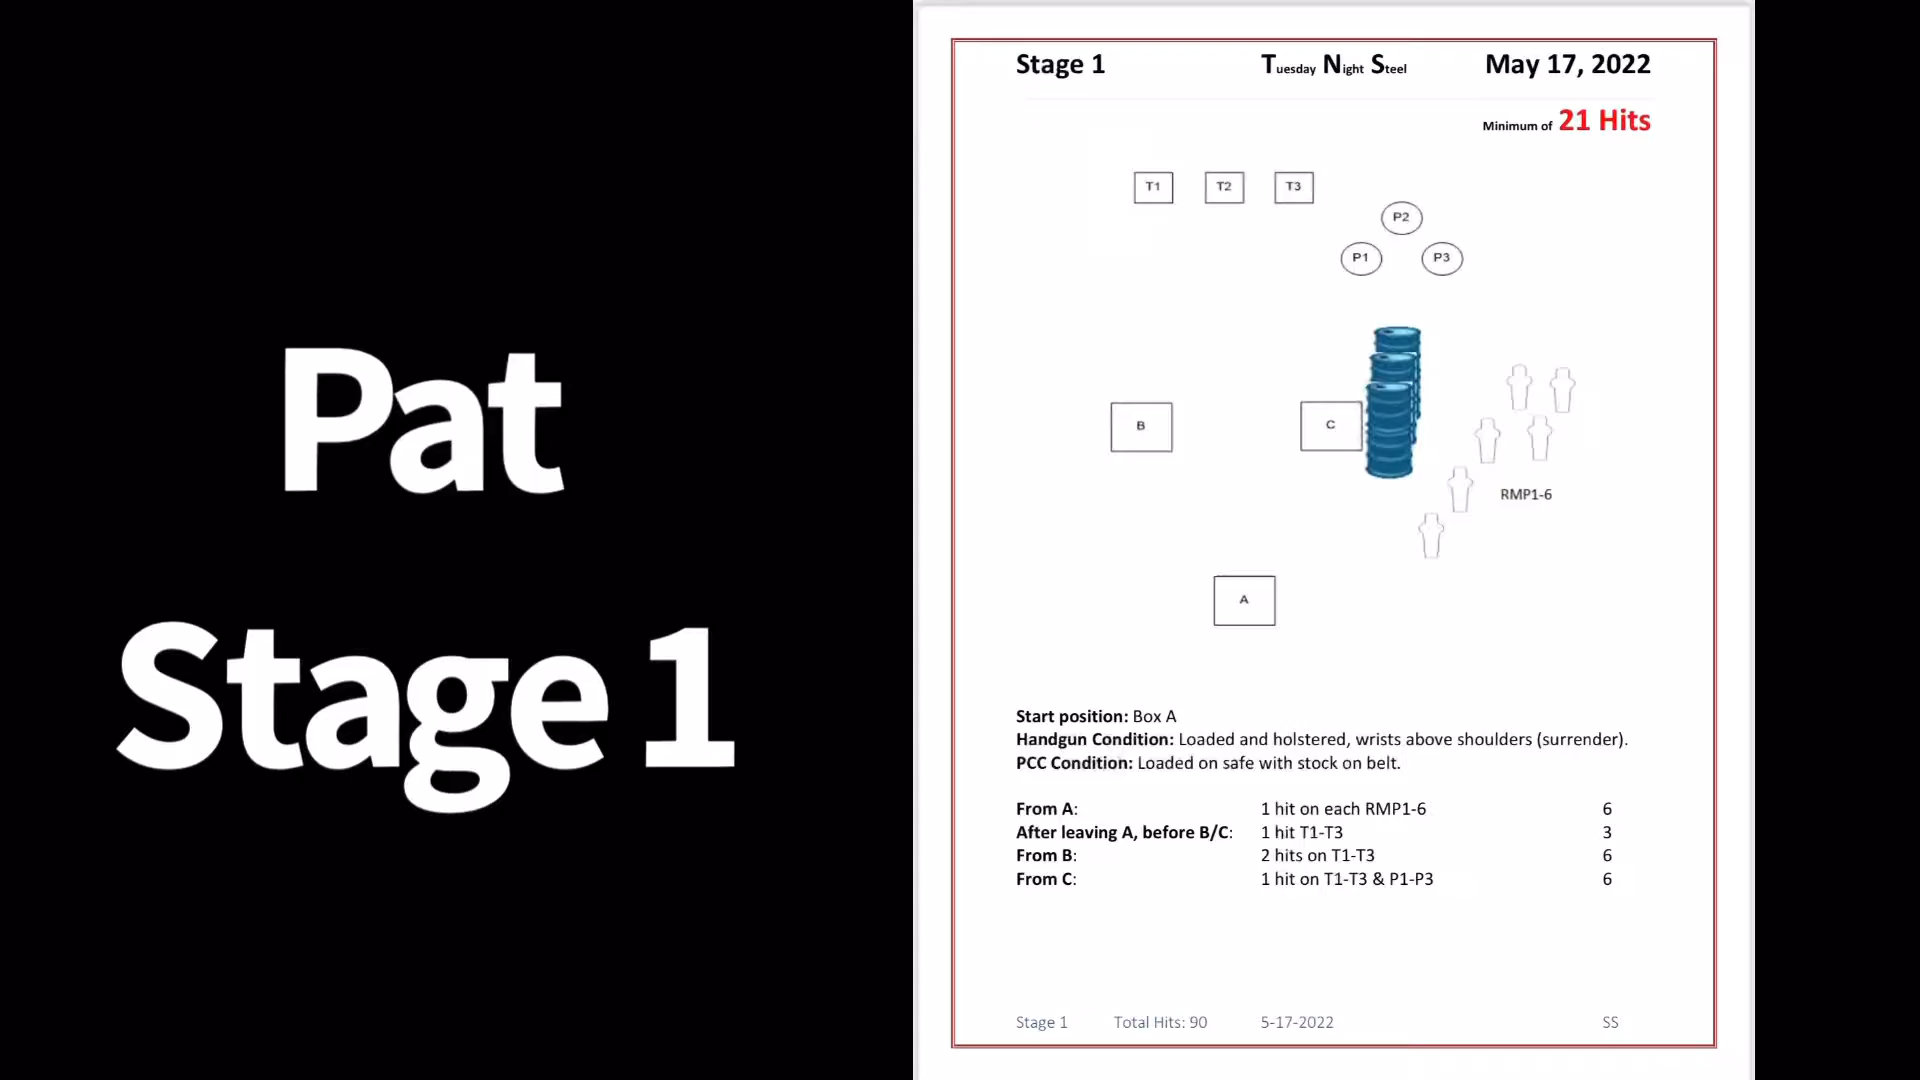 Pat
Stage 1
Stage 1 Tuesday Night Steel May 17, 2022
Minimum of 21 Hits
T1 T2 T3
P2
P1 P3
B C
RMP1-6
A
Start position: Box A
Handgun Condition: Loaded and holstered, wrists above shoulders (surrender).
PCC Condition: Loaded on safe with stock on belt.
From A: 1 hit on each RMP1-6 6
After leaving A, before B/C: 1 hit T1-T3 3
From B: 2 hits on T1-T3 6
From C: 1 hit on T1-T3 & P1-P3 6
Stage 1 Total Hits: 90 5-17-2022 SS